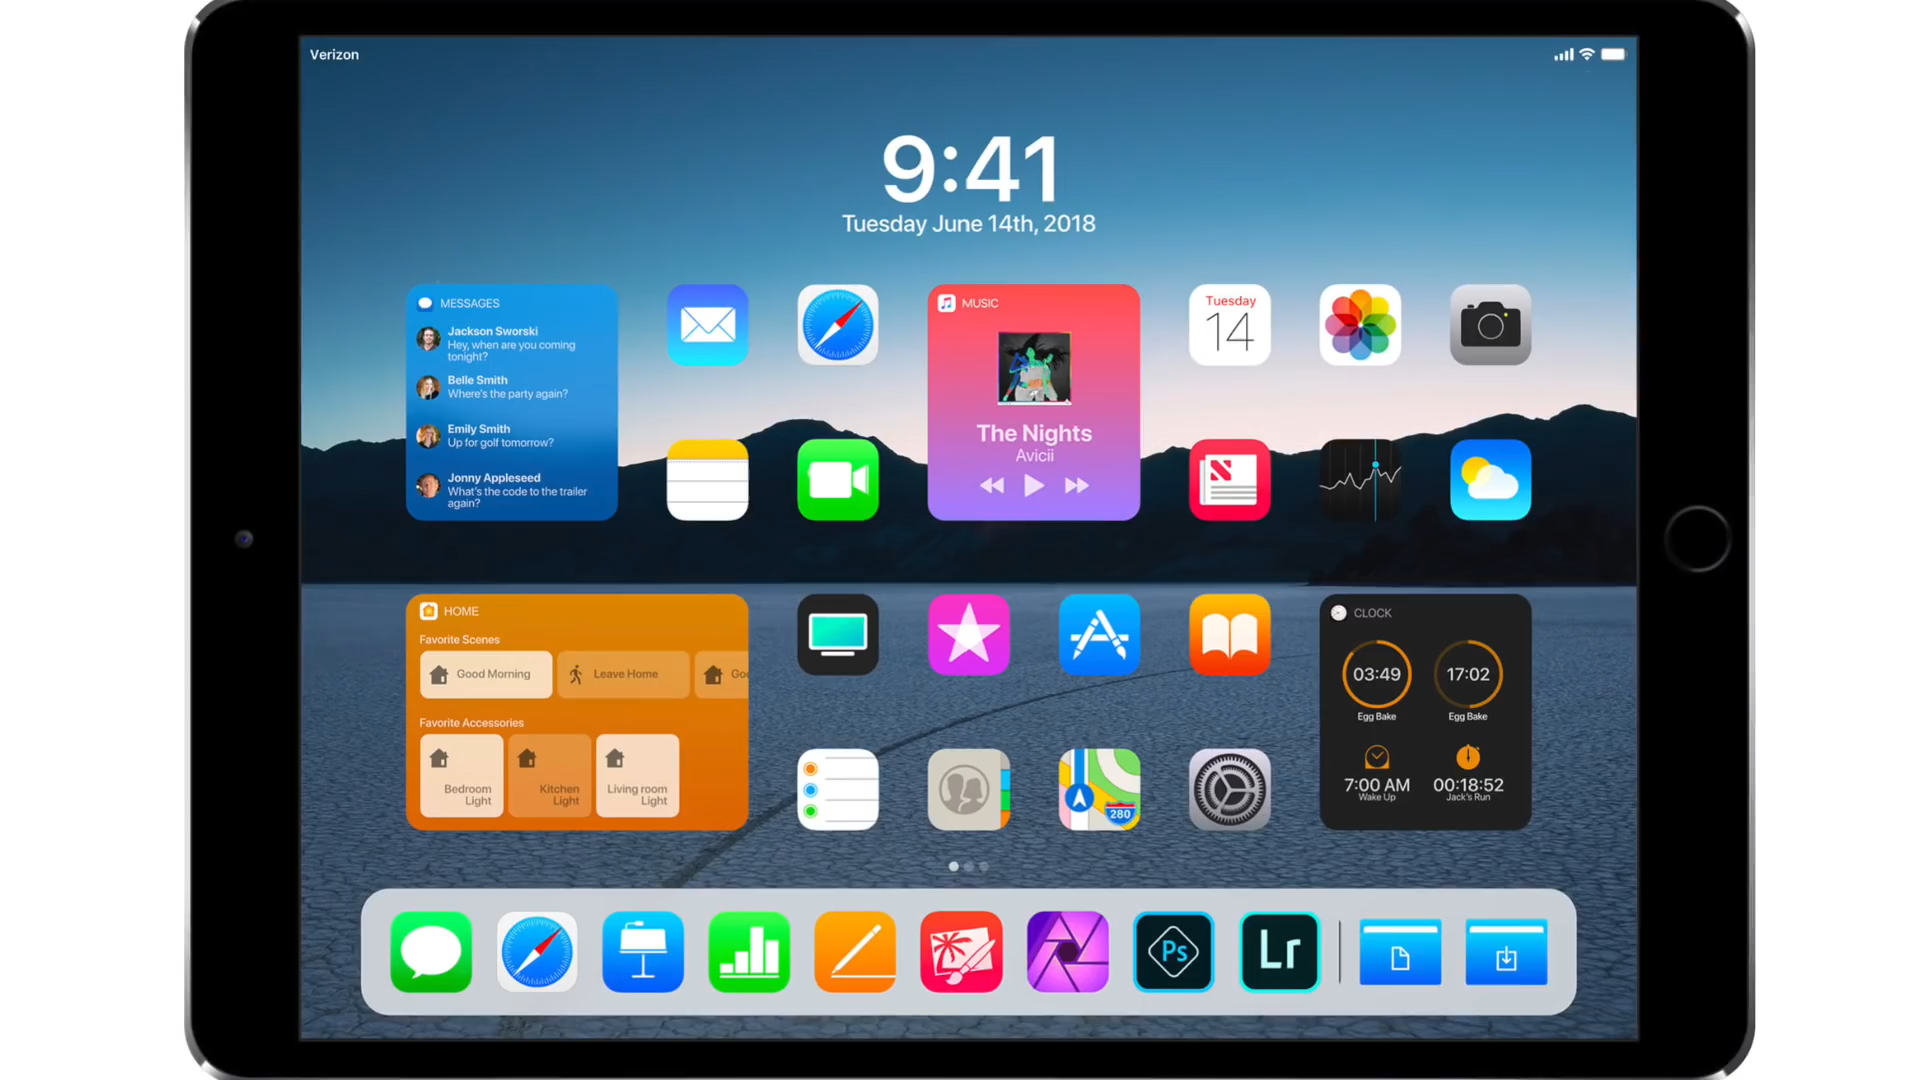 Verizon
9:41
Tuesday June 14th, 2018
MESSAGES
Jackson Sworski
Hey, when are you coming
tonight?
Belle Smith
Where's the party again?
Emily Smith
Up for golf tomorrow?
Jonny Appleseed
What's the code to the trailer
again?
MUSIC
The Nights
Avicii
Tuesday
14
HOME
Favorite Scenes
Good Morning
Leave Home
Goo
Favorite Accessories
Bedroom
Light
Kitchen
Light
Living room
Light
280
CLOCK
03:49
17:02
Egg Bake
Egg Bake
7:00 AM
00:18:52
Wake Up
Jack's Run
Ps
Lr